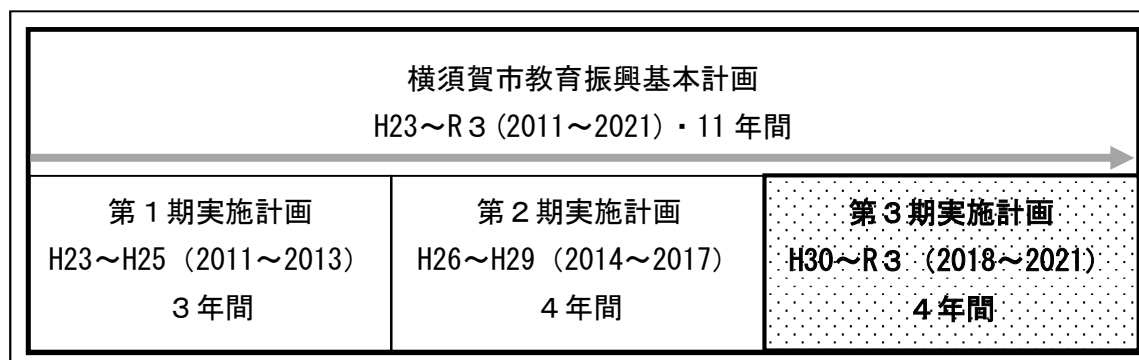 横須賀市教育振興基本計画
H23～R３(2011～2021)・11年間
第１期実施計画
H23～H25（2011～2013）
３年間
第２期実施計画
H26～H29（2014～2017）
４年間
第３期実施計画
H30～R３（2018～2021）
４年間